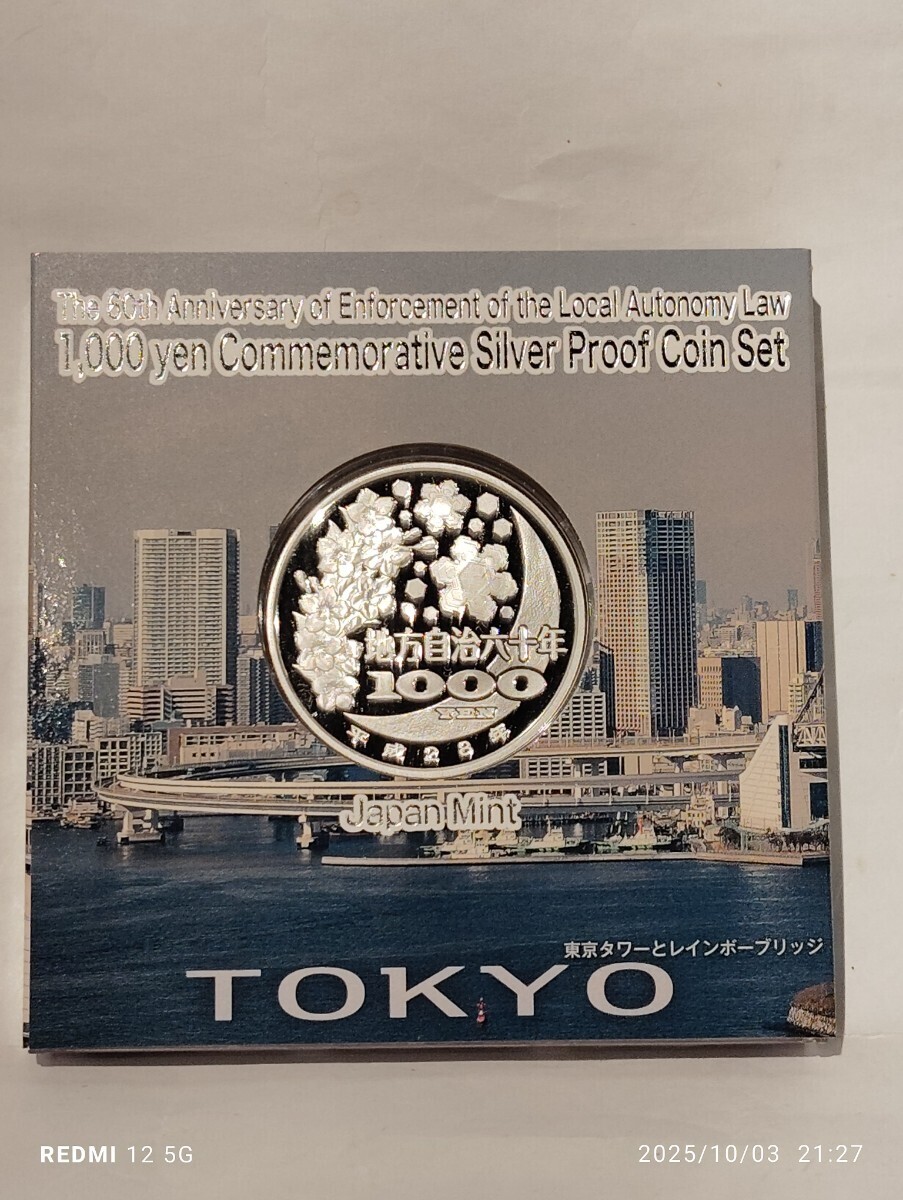 The 60th Anniversary of Enforcement of the Local Autonomy Law
1,000 yen Commemorative Silver Proof Coin Set
地方自治六十年
1000
YEN
平成28年
Japan Mint
東京タワーとレインボーブリッジ
TOKYO
REDMI 12 5G
2025/10/03 21:27